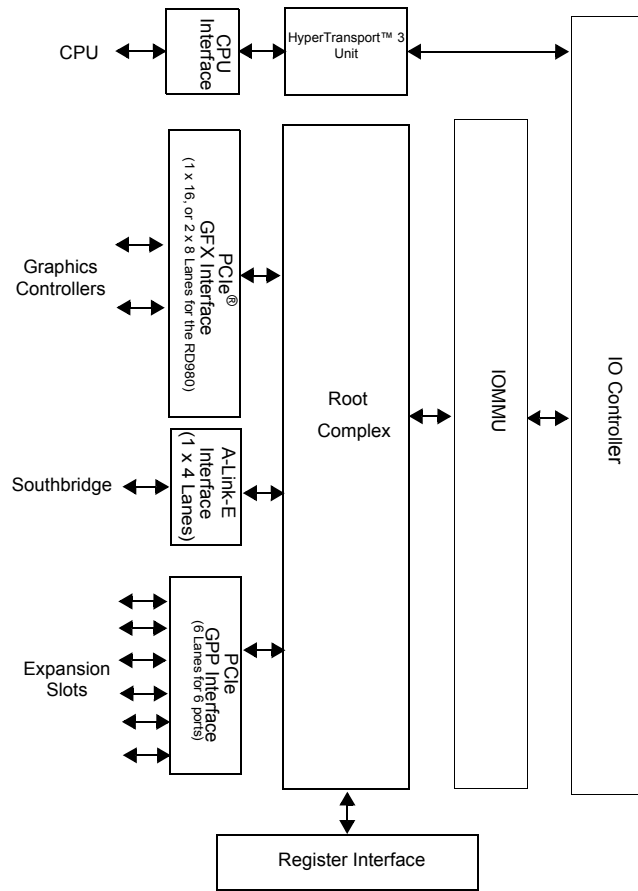 CPU
CPU
Interface
HyperTransport™ 3
Unit
Graphics
Controllers
PCIe®
GFX Interface
(1 x 16, or 2 x 8 Lanes for the RD980)
Root
Complex
IOMMU
IO Controller
Southbridge
A-Link-E
Interface
(1 x 4 Lanes)
Expansion
Slots
PCIe
GPP Interface
(6 Lanes for 6 ports)
Register Interface